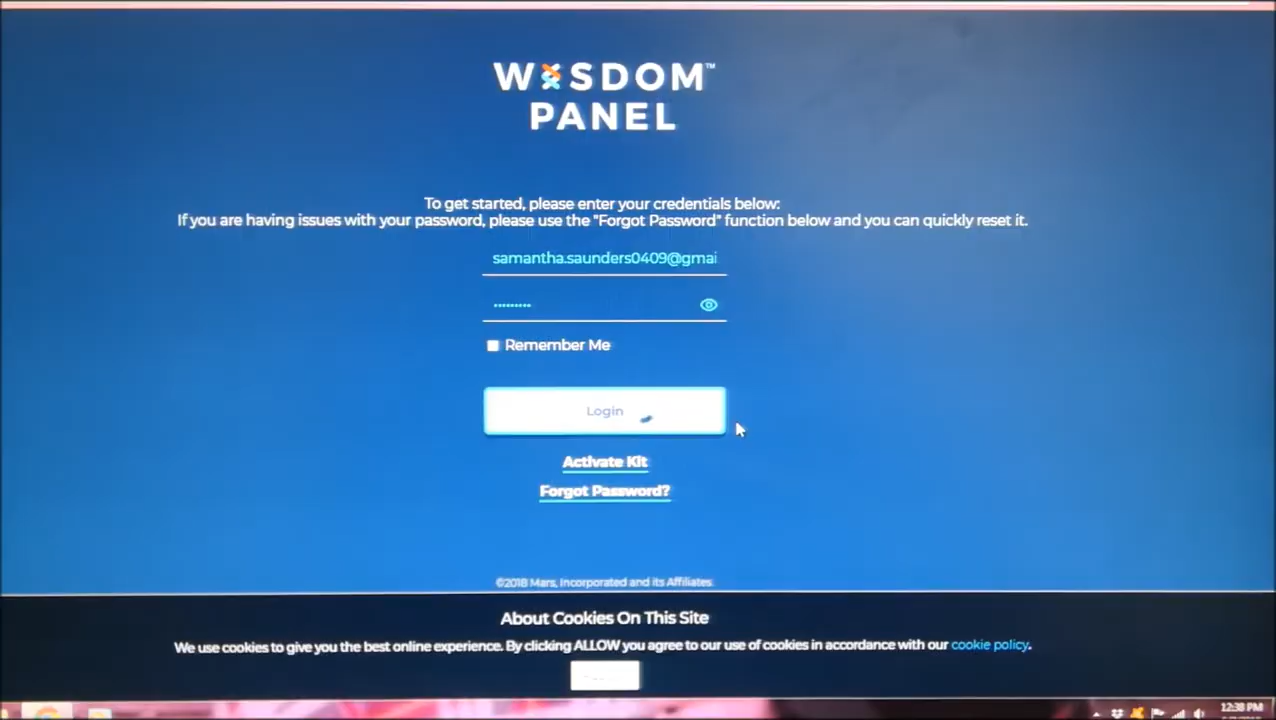 WISDOM™
PANEL
To get started, please enter your credentials below:
If you are having issues with your password, please use the "Forgot Password" function below and you can quickly reset it.
samantha.saunders0409@gmai
Remember Me
Login
Activate Kit
Forgot Password?
©2018 Mars, Incorporated and its Affiliates.
About Cookies On This Site
We use cookies to give you the best online experience. By clicking ALLOW you agree to our use of cookies in accordance with our cookie policy.
12:38 PM